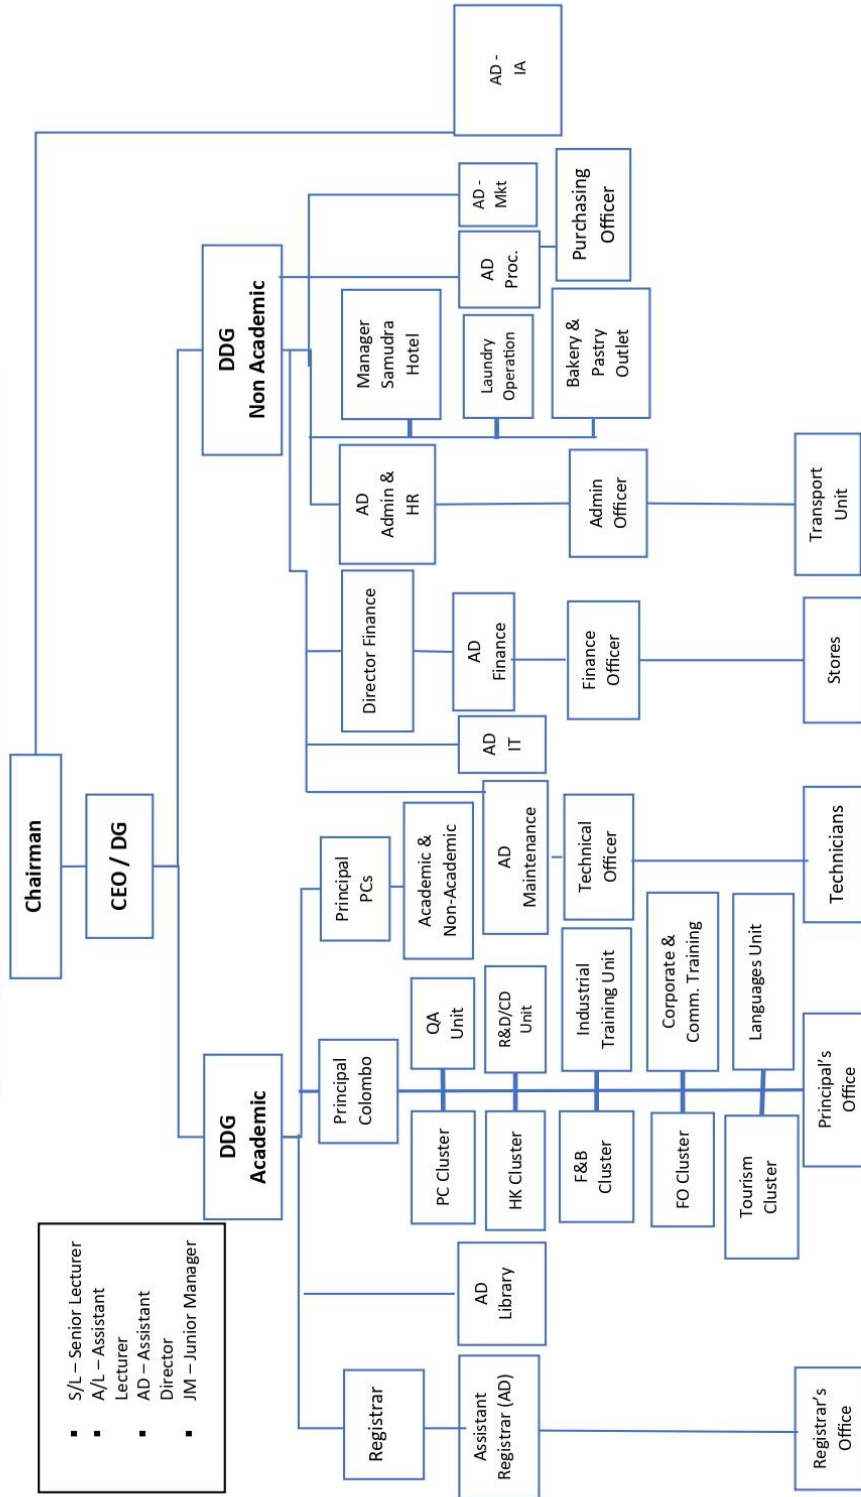 Chairman
CEO / DG
S/L – Senior Lecturer
A/L – Assistant
Lecturer
AD – Assistant
Director
JM – Junior Manager
DDG
Academic
DDG
Non Academic
AD -
IA
Registrar
Principal
Colombo
Principal
PCs
Director Finance
AD
Admin &
HR
Manager
Samudra
Hotel
Assistant
Registrar (AD)
AD
Library
PC Cluster
QA
Unit
Academic &
Non-Academic
HK Cluster
R&D/CD
Unit
AD
Maintenance
AD
IT
AD
Finance
Laundry
Operation
AD
Proc.
AD -
Mkt
F&B
Cluster
Industrial
Training Unit
Technical
Officer
Finance
Officer
Admin
Officer
Bakery &
Pastry
Outlet
Purchasing
Officer
FO Cluster
Corporate &
Comm. Training
Tourism
Cluster
Languages Unit
Registrar's
Office
Principal's
Office
Technicians
Stores
Transport
Unit